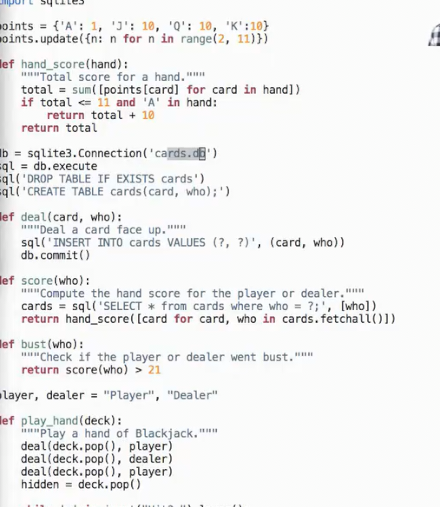 import sqlite3
points = {'A': 1, 'J': 10, 'Q': 10, 'K':10}
points.update({n: n for n in range(2, 11)})
def hand_score(hand):
"""Total score for a hand."""
total = sum([points[card] for card in hand])
if total <= 11 and 'A' in hand:
return total + 10
return total
db = sqlite3.Connection('cards.db')
sql = db.execute
sql('DROP TABLE IF EXISTS cards')
sql('CREATE TABLE cards(card, who);')
def deal(card, who):
"""Deal a card face up."""
sql('INSERT INTO cards VALUES (?, ?)', (card, who))
db.commit()
def score(who):
"""Compute the hand score for the player or dealer."""
cards = sql('SELECT * from cards where who = ?;', [who])
return hand_score([card for card, who in cards.fetchall()])
def bust(who):
"""Check if the player or dealer went bust."""
return score(who) > 21
player, dealer = "Player", "Dealer"
def play_hand(deck):
"""Play a hand of Blackjack."""
deal(deck.pop(), player)
deal(deck.pop(), dealer)
deal(deck.pop(), player)
hidden = deck.pop()